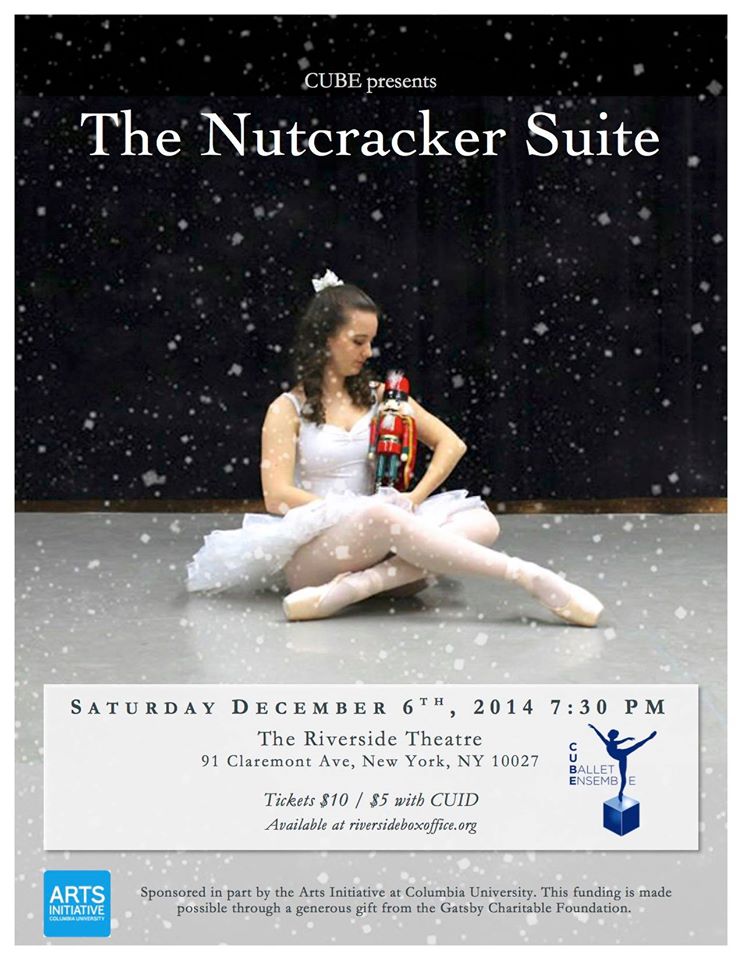 CUBE presents
The Nutcracker Suite
SATURDAY DECEMBER 6TH, 2014 7:30 PM
The Riverside Theatre
91 Claremont Ave, New York, NY 10027
Tickets $10 / $5 with CUID
Available at riversideboxoffice.org
CU
BALLET
ENSEMBLE
ARTS
INITIATIVE
COLUMBIA UNIVERSITY
Sponsored in part by the Arts Initiative at Columbia University. This funding is made
possible through a generous gift from the Gatsby Charitable Foundation.